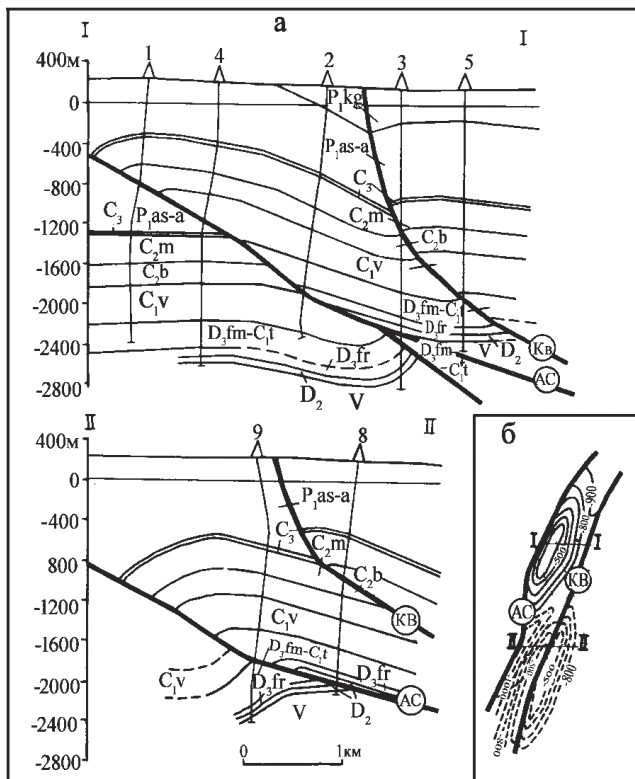 а
I I
400м 1 4 2 3 5
0
-400
-800
-1200
-1600
-2000
-2400
-2800
P₁kg
P₁as-a
C₃
C₂m
C₂b
C₃ P₁as-a
C₂m
C₂b
C₁v
C₁v
D₃fm-C₁t
D₃fr
D₃fm-C₁t
D₃fr
V D₂
D₃fm
-C₁t
D₂ V
Кв
АС
II II
400м 9 8
0
-400
800
-1200
-1600
-2000
-2400
-2800
P₁as-a
C₃ C₂m
C₂b
C₁v
КВ
D₃fm-C₁t
C₁v D₃fr D₃fr
V D₂
АС
0 1км
б
-900
-800
I I
-500
КВ
АС
II II
-500
-800